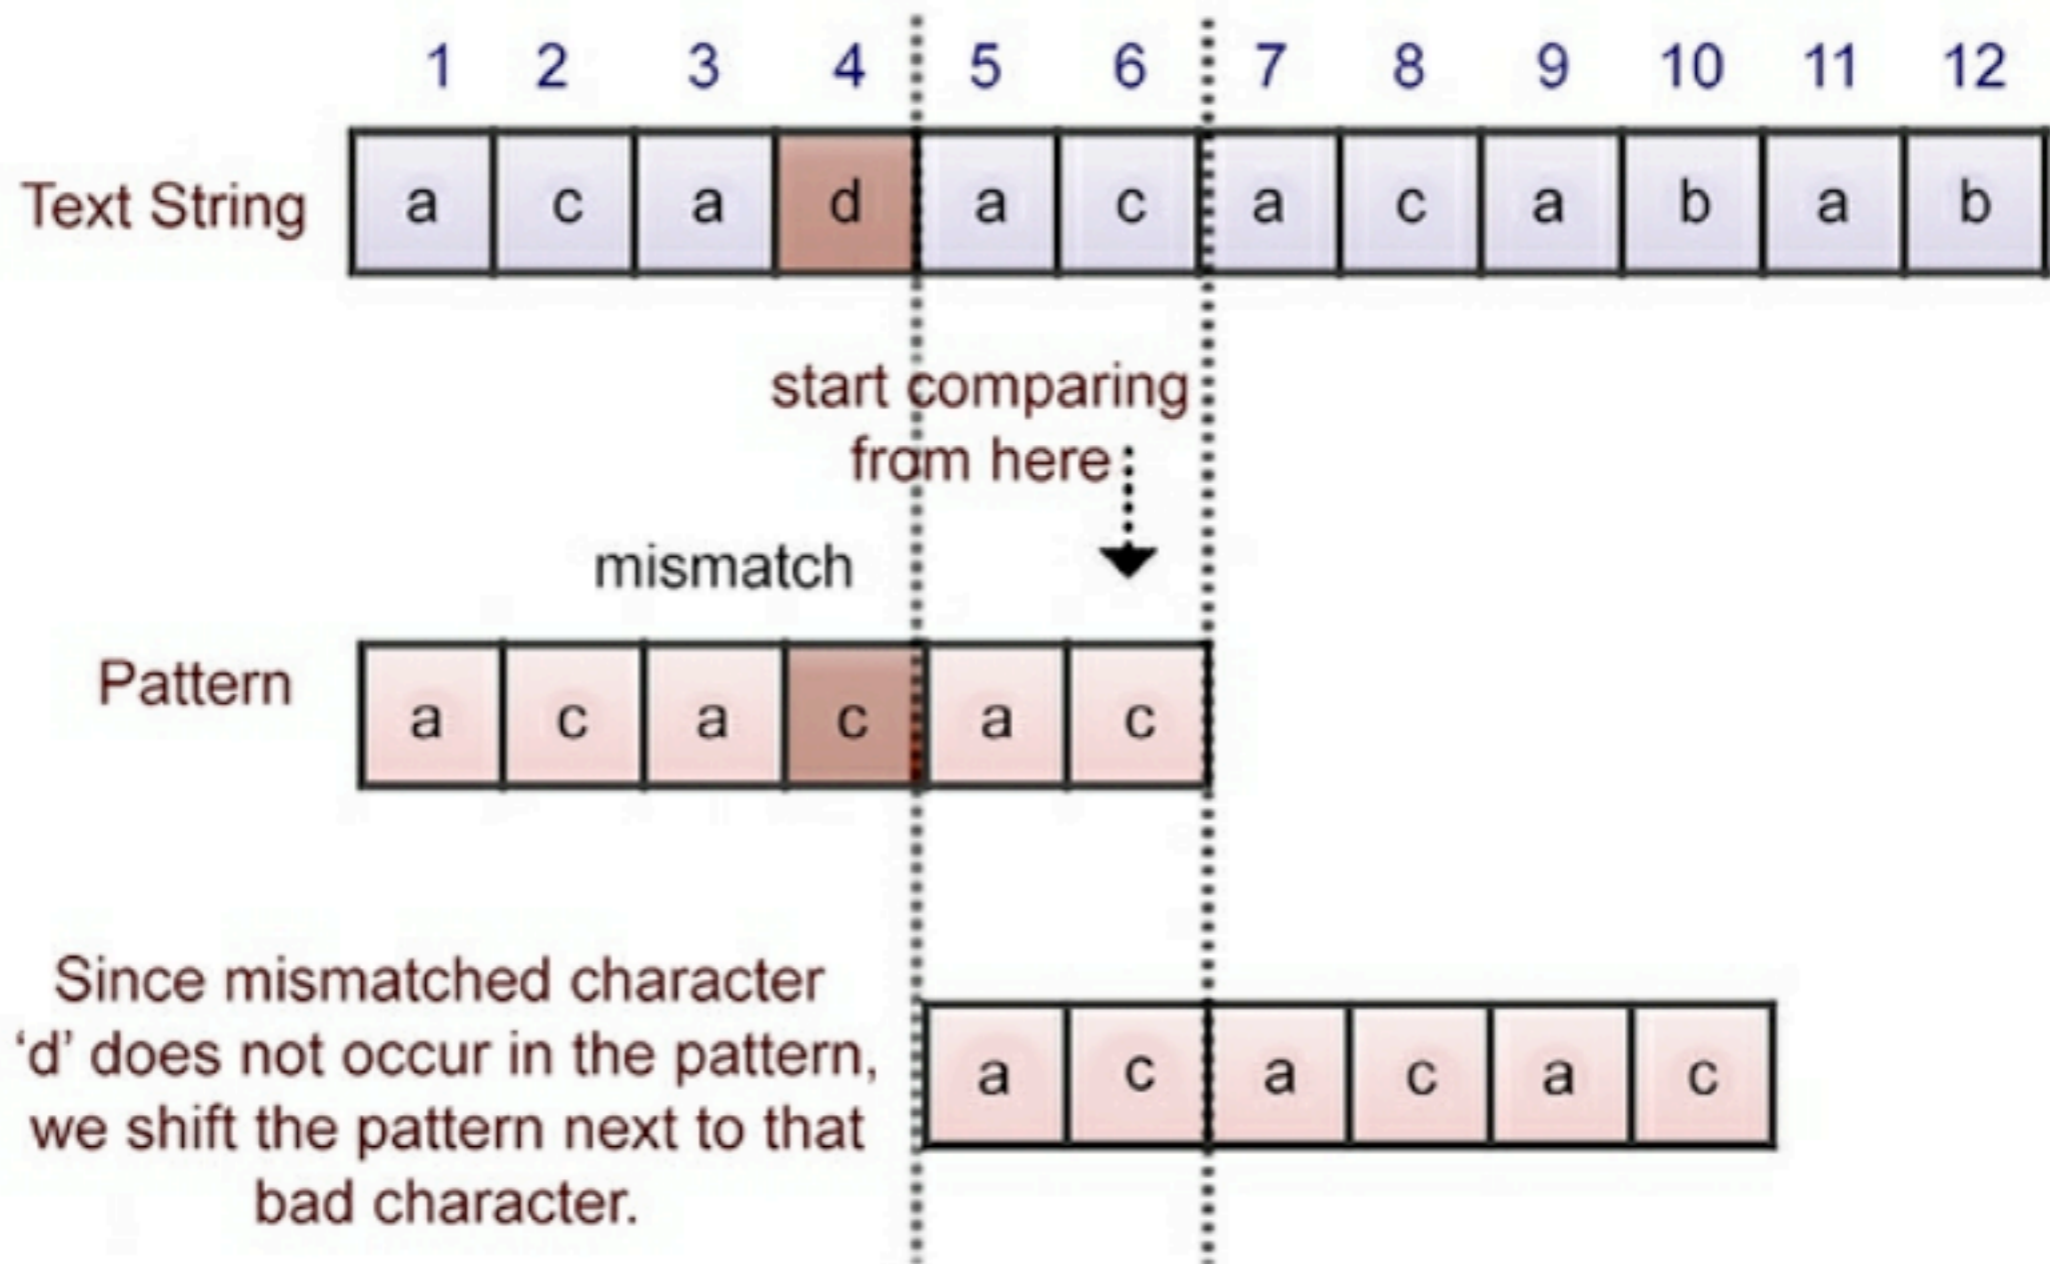 1 2 3 4 5 6 7 8 9 10 11 12
Text String a c a d a c a c a b a b
start comparing
from here
mismatch
Pattern a c a c a c
Since mismatched character
‘d’ does not occur in the pattern,
we shift the pattern next to that
bad character.
a c a c a c